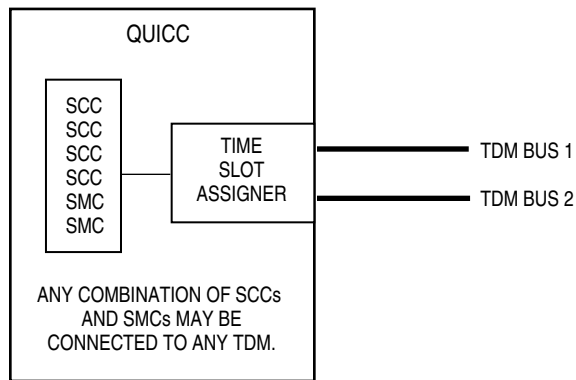 QUICC
SCC
SCC
SCC
SCC
SMC
SMC
TIME
SLOT
ASSIGNER
TDM BUS 1
TDM BUS 2
ANY COMBINATION OF SCCs
AND SMCs MAY BE
CONNECTED TO ANY TDM.